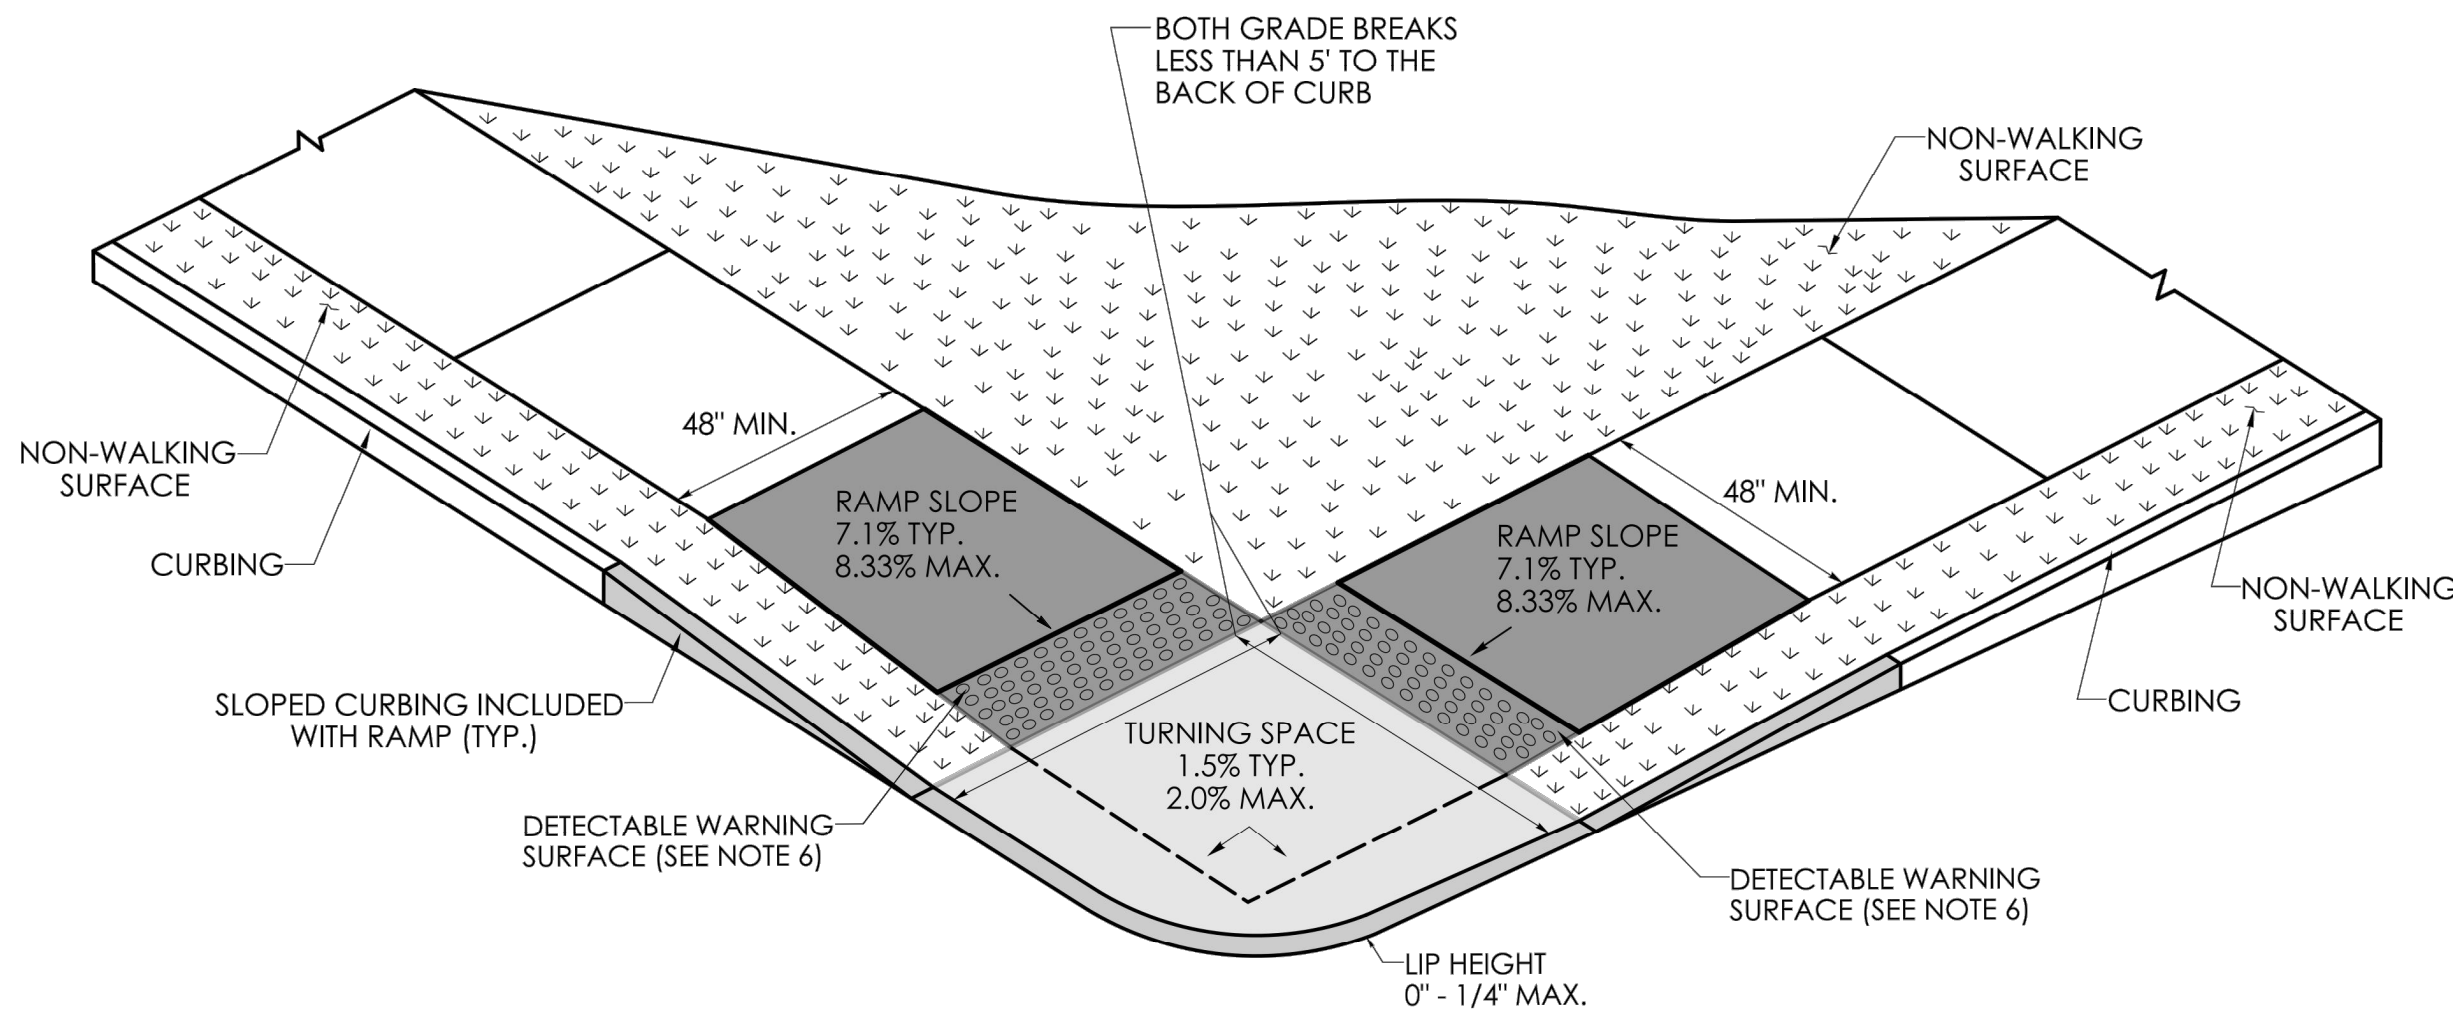 BOTH GRADE BREAKS
LESS THAN 5' TO THE
BACK OF CURB
NON-WALKING
SURFACE
48" MIN.
NON-WALKING
SURFACE
RAMP SLOPE
7.1% TYP.
8.33% MAX.
48" MIN.
RAMP SLOPE
7.1% TYP.
8.33% MAX.
CURBING
NON-WALKING
SURFACE
SLOPED CURBING INCLUDED
WITH RAMP (TYP.)
CURBING
TURNING SPACE
1.5% TYP.
2.0% MAX.
DETECTABLE WARNING
SURFACE (SEE NOTE 6)
DETECTABLE WARNING
SURFACE (SEE NOTE 6)
LIP HEIGHT
0" - 1/4" MAX.